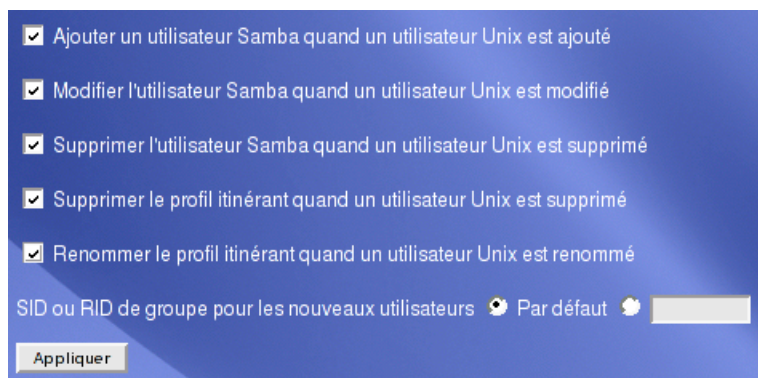 Ajouter un utilisateur Samba quand un utilisateur Unix est ajouté
Modifier l'utilisateur Samba quand un utilisateur Unix est modifié
Supprimer l'utilisateur Samba quand un utilisateur Unix est supprimé
Supprimer le profil itinérant quand un utilisateur Unix est supprimé
Renommer le profil itinérant quand un utilisateur Unix est renommé
SID ou RID de groupe pour les nouveaux utilisateurs Par défaut
Appliquer